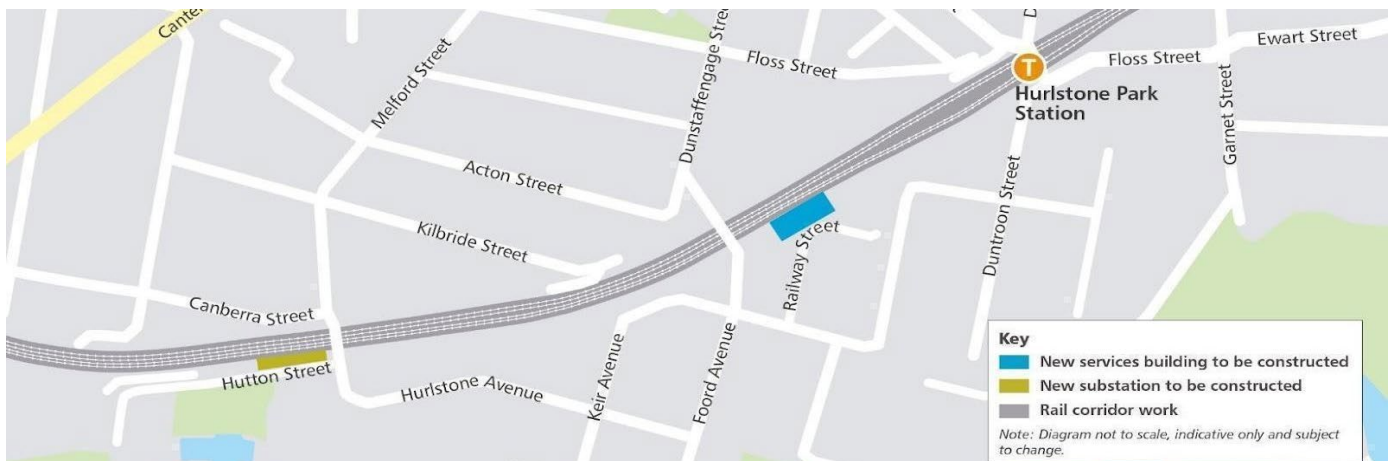 Canter
Melford Street
Dunstaffengage Stree
Floss Street
D
T
Hurlstone Park
Station
Floss Street
Ewart Street
Garnet Street
Acton Street
Kilbride Street
Duntroon Street
Railway Street
Canberra Street
Hutton Street
Hurlstone Avenue
Keir Avenue
Foord Avenue
Key
New services building to be constructed
New substation to be constructed
Rail corridor work
Note: Diagram not to scale, indicative only and subject
to change.